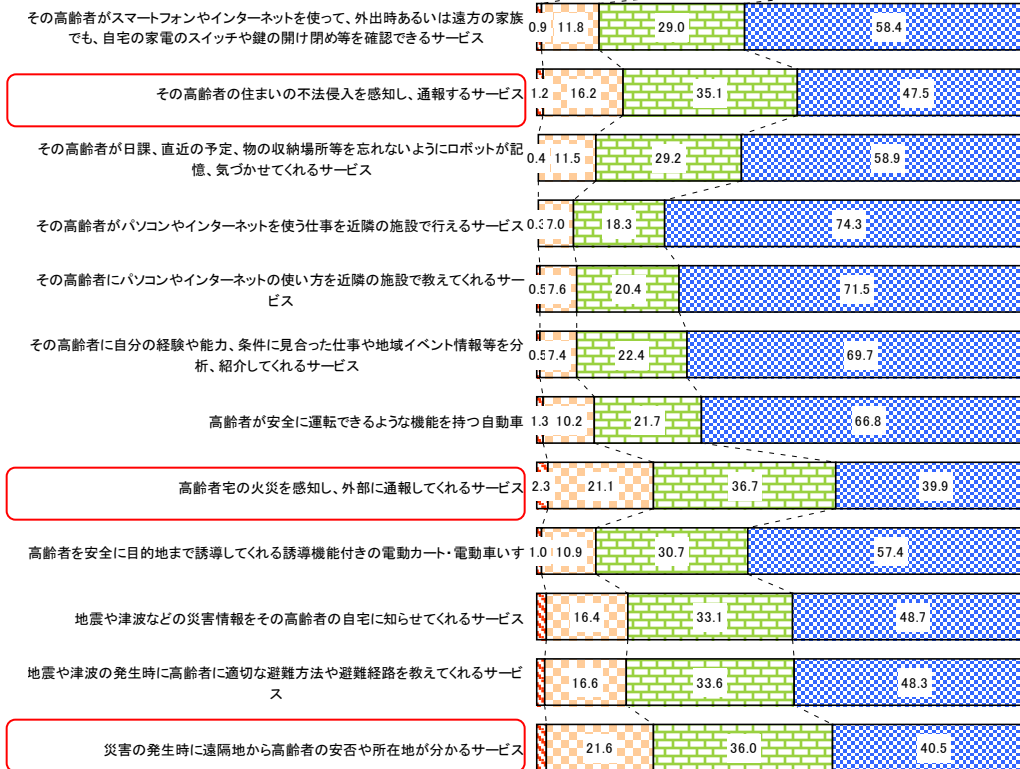 その高齢者がスマートフォンやインターネットを使って、外出時あるいは遠方の家族
でも、自宅の家電のスイッチや鍵の開け閉め等を確認できるサービス
0.9 11.8 29.0 58.4
その高齢者の住まいの不法侵入を感知し、通報するサービス 1.2 16.2 35.1 47.5
その高齢者が日課、直近の予定、物の収納場所等を忘れないようにロボットが記
憶、気づかせてくれるサービス
0.4 11.5 29.2 58.9
その高齢者がパソコンやインターネットを使う仕事を近隣の施設で行えるサービス 0.3 7.0 18.3 74.3
その高齢者にパソコンやインターネットの使い方を近隣の施設で教えてくれるサー
ビス
0.5 7.6 20.4 71.5
その高齢者に自分の経験や能力、条件に見合った仕事や地域イベント情報等を分
析、紹介してくれるサービス
0.5 7.4 22.4 69.7
高齢者が安全に運転できるような機能を持つ自動車 1.3 10.2 21.7 66.8
高齢者宅の火災を感知し、外部に通報してくれるサービス 2.3 21.1 36.7 39.9
高齢者を安全に目的地まで誘導してくれる誘導機能付きの電動カート・電動車いす 1.0 10.9 30.7 57.4
地震や津波などの災害情報をその高齢者の自宅に知らせてくれるサービス 16.4 33.1 48.7
地震や津波の発生時に高齢者に適切な避難方法や避難経路を教えてくれるサービ
ス
16.6 33.6 48.3
災害の発生時に遠隔地から高齢者の安否や所在地が分かるサービス 21.6 36.0 40.5